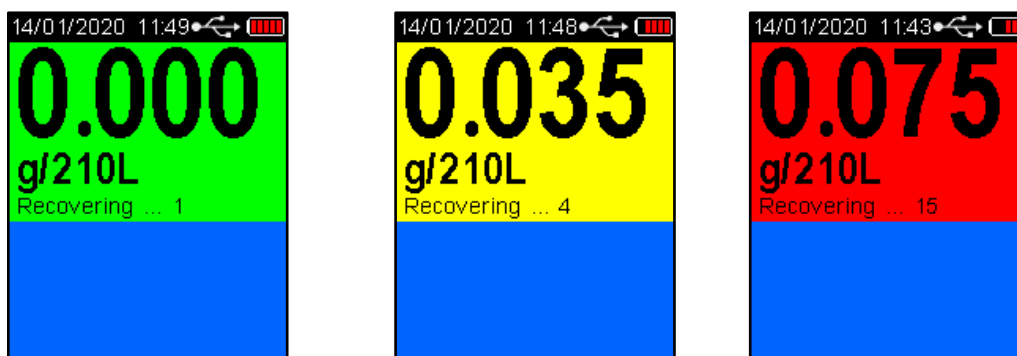 14/01/2020 11:49
0.000
g/210L
Recovering ... 1
14/01/2020 11:48
0.035
g/210L
Recovering ... 4
14/01/2020 11:43
0.075
g/210L
Recovering ... 15